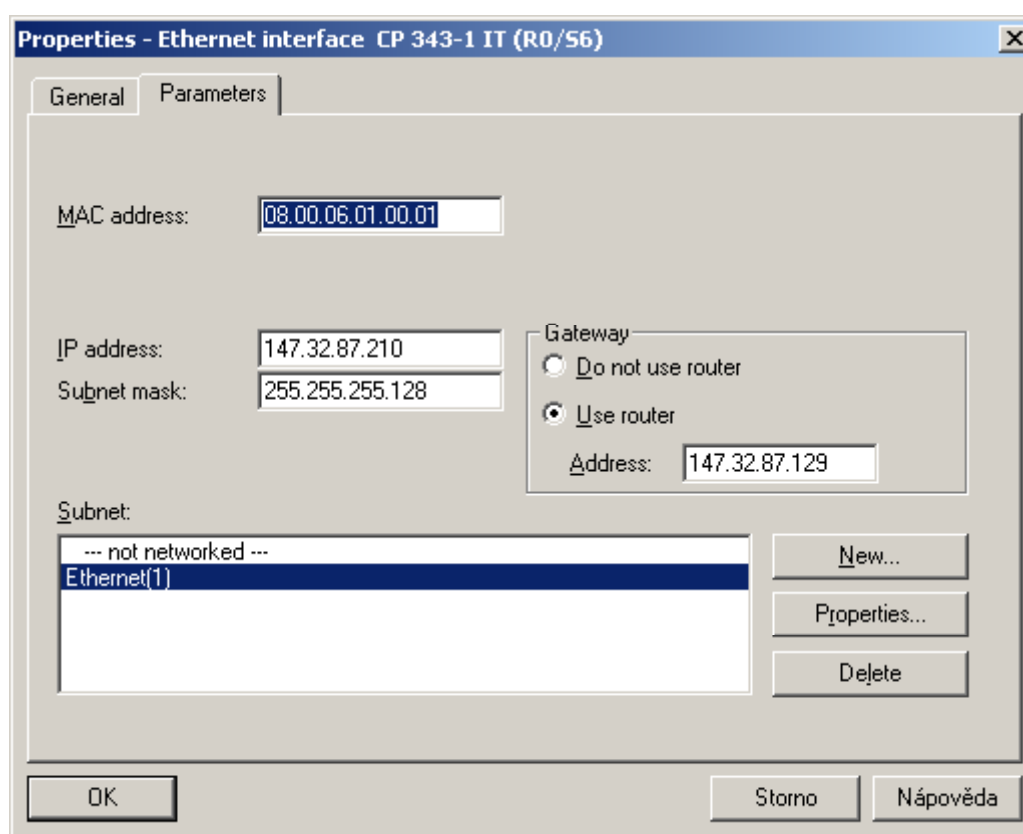 Properties - Ethernet interface CP 343-1 IT (R0/S6)
General Parameters
MAC address: 08.00.06.01.00.01
IP address: 147.32.87.210
Subnet mask: 255.255.255.128
Gateway
Do not use router
Use router
Address: 147.32.87.129
Subnet:
--- not networked ---
Ethernet(1)
New...
Properties...
Delete
OK Storno Nápověda